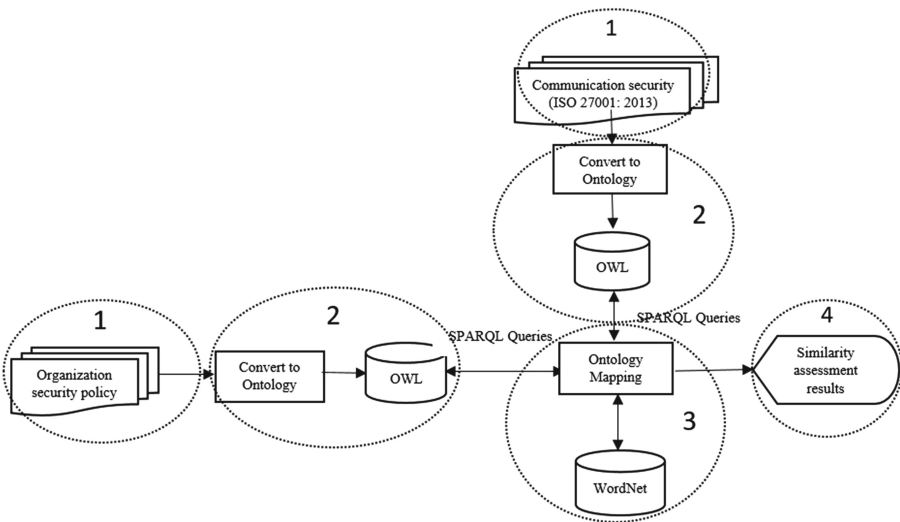 1
Communication security
(ISO 27001: 2013)
Convert to
Ontology
2
OWL
SPARQL Queries
1
Organization
security policy
2
Convert to
Ontology
OWL
SPARQL Queries
Ontology
Mapping
3
WordNet
4
Similarity
assessment
results